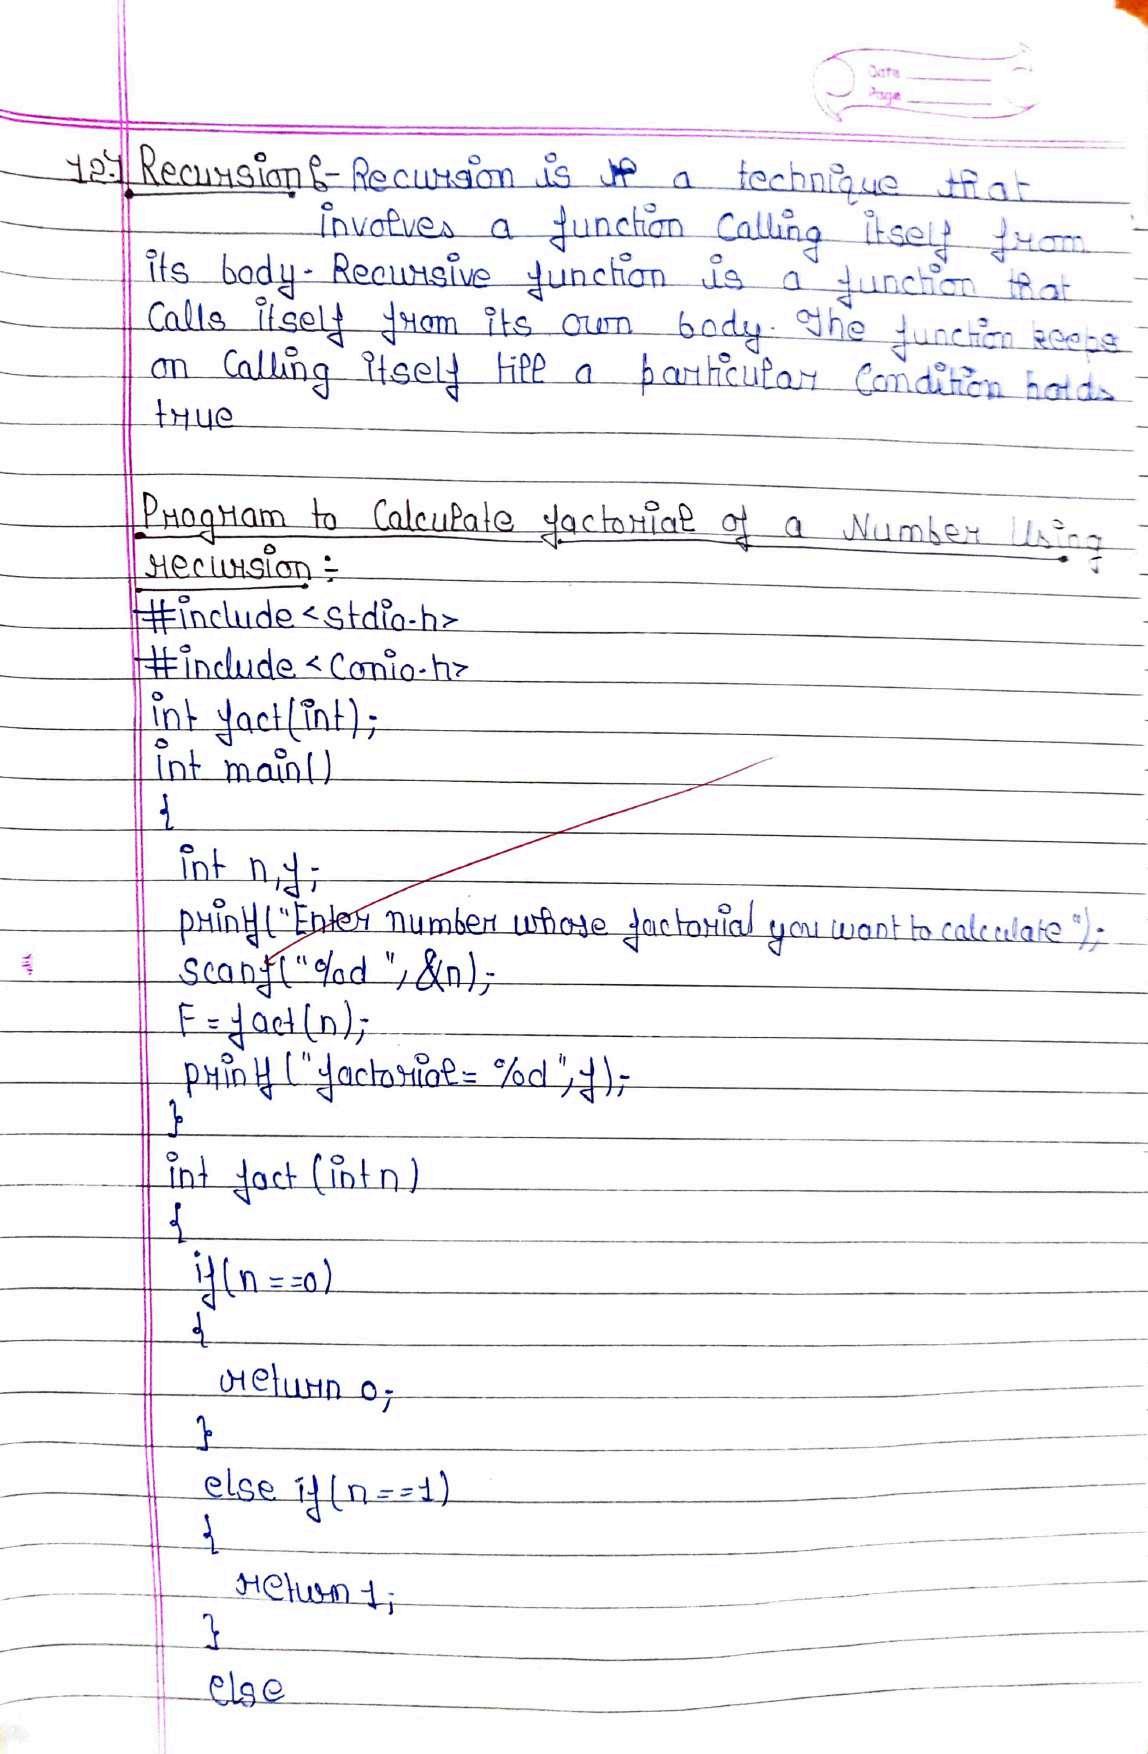 Date
Page
12.) Recursion:- Recursion is a technique that
involves a function calling itself from
its body. Recursive function is a function that
Calls itself from its own body. The function keeps
on Calling itself till a particular Condition holds
true
Program to Calculate factorial of a Number Using
recursion:-
#include<stdio.h>
#include<Conio.h>
int fact(int);
int main()
{
int n,f;
printf("Enter number whose factorial you want to calculate");
scanf("%d ", &n);
F = fact(n);
printf("factorial= %d",f);
}
int fact (int n)
{
if(n==0)
{
return 0;
}
else if(n==1)
{
return 1;
}
else